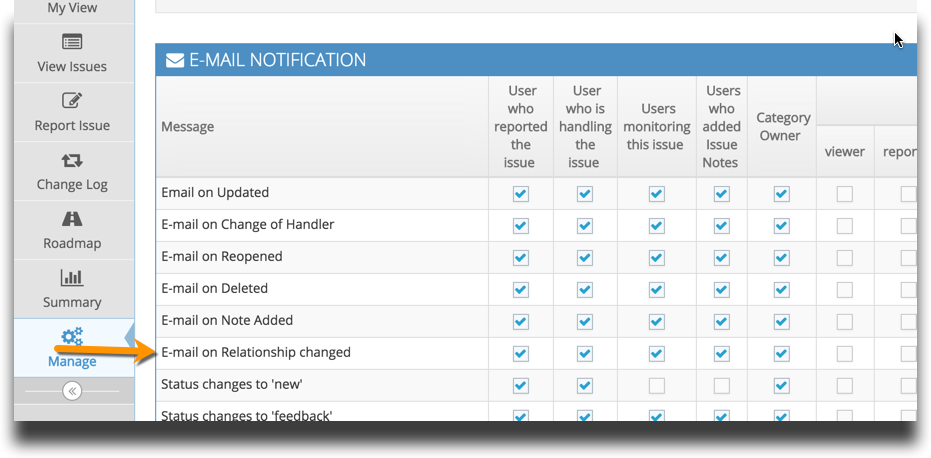 My View
View Issues
Report Issue
Change Log
Roadmap
Summary
Manage
E-MAIL NOTIFICATION
Message
User
who
reported
the
issue
User
who is
handling
the
issue
Users
monitoring
this issue
Users
who
added
Issue
Notes
Category
Owner
viewer
repor
Email on Updated
E-mail on Change of Handler
E-mail on Reopened
E-mail on Deleted
E-mail on Note Added
E-mail on Relationship changed
Status changes to 'new'
Status changes to 'feedback'